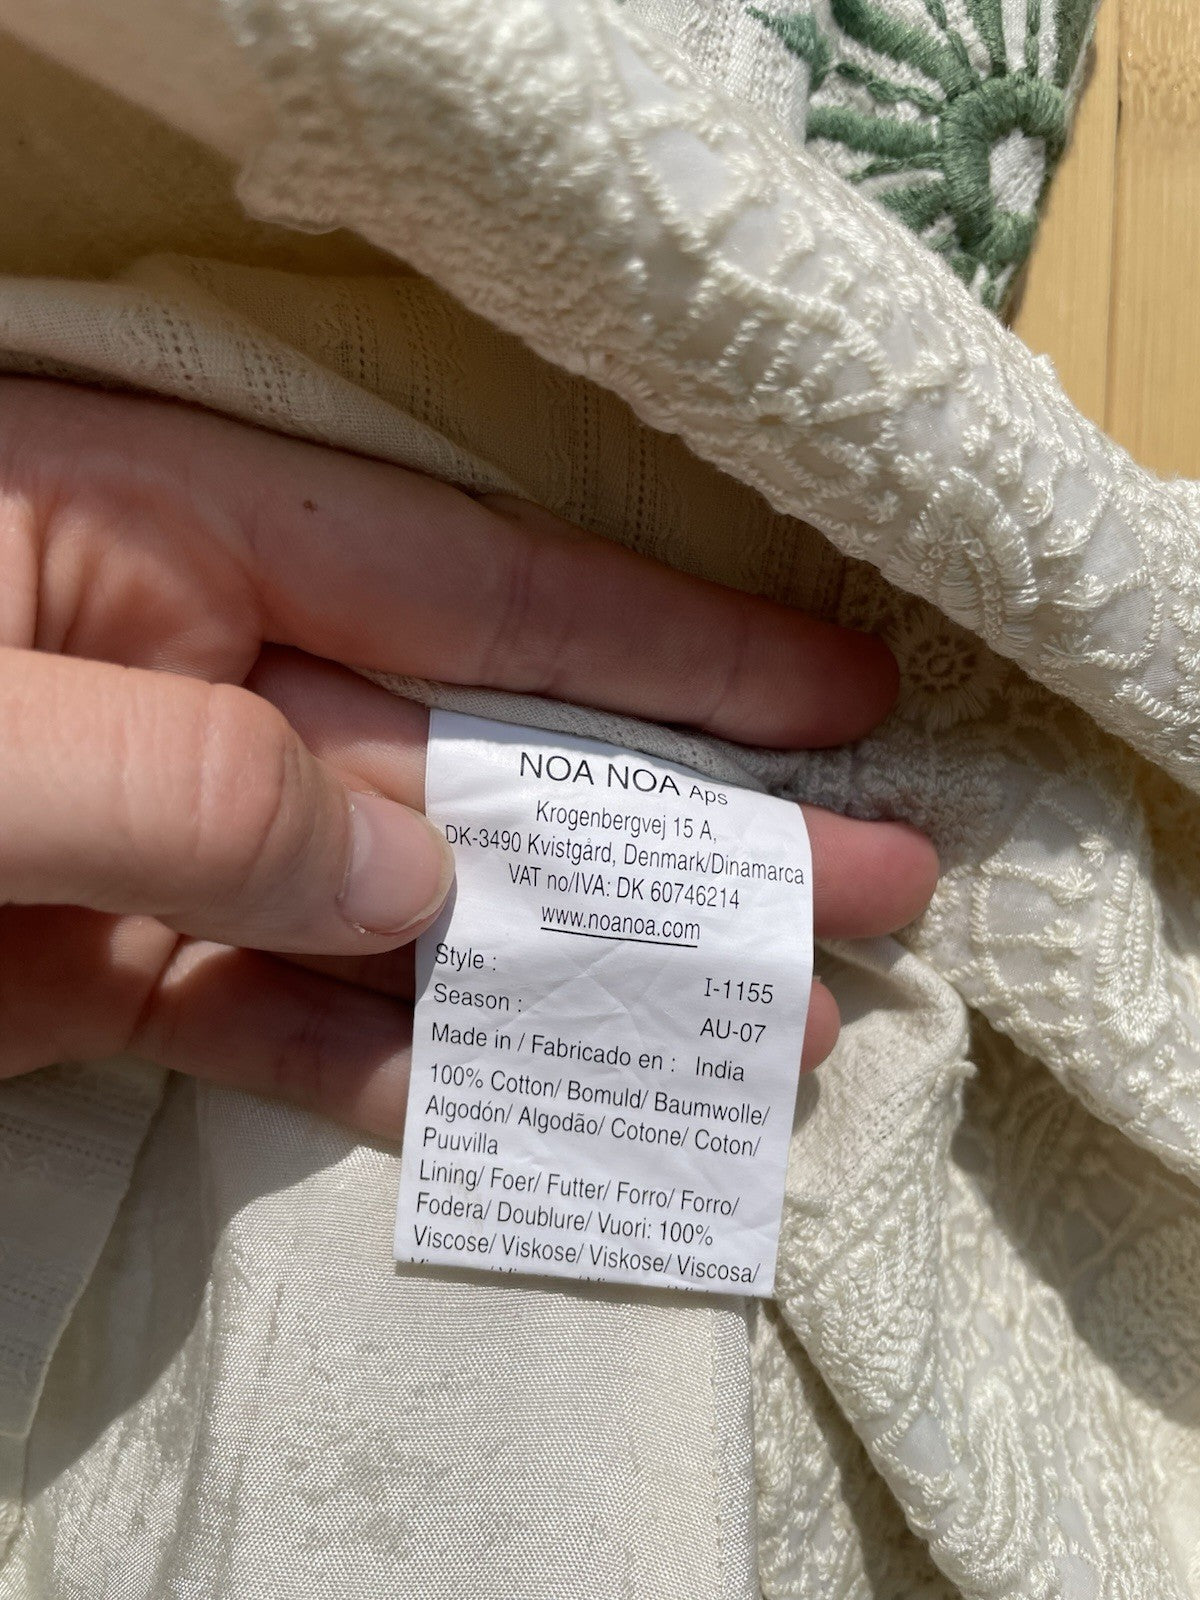 NOA NOA Aps
Krogenbergvej 15 A,
DK-3490 Kvistgård, Denmark/Dinamarca
VAT no/IVA: DK 60746214
www.noanoa.com
Style : I-1155
Season : AU-07
Made in / Fabricado en : India
100% Cotton/ Bomuld/ Baumwolle/
Algodón/ Algodão/ Cotone/ Coton/
Puuvilla
Lining/ Foer/ Futter/ Forro/ Forro/
Fodera/ Doublure/ Vuori: 100%
Viscose/ Viskose/ Viskose/ Viscosa/